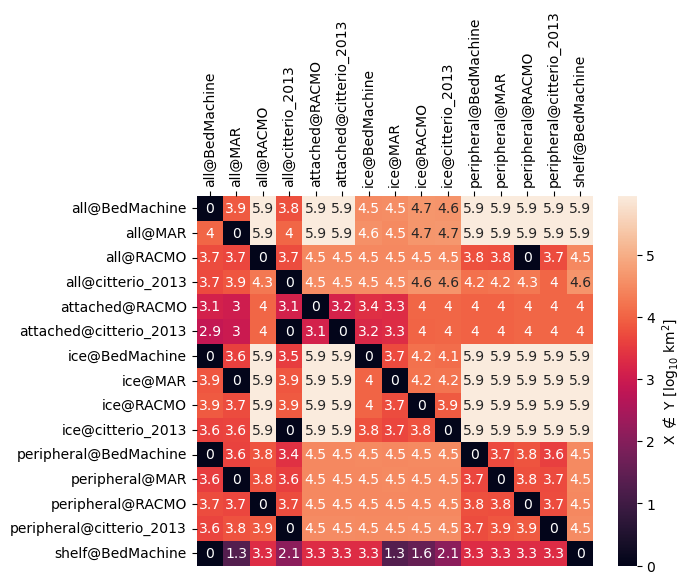 all@BedMachine
all@MAR
all@RACMO
all@citterio_2013
attached@RACMO
attached@citterio_2013
ice@BedMachine
ice@MAR
ice@RACMO
ice@citterio_2013
peripheral@BedMachine
peripheral@MAR
peripheral@RACMO
peripheral@citterio_2013
shelf@BedMachine
all@BedMachine 0 3.9 5.9 3.8 5.9 5.9 4.5 4.5 4.7 4.6 5.9 5.9 5.9 5.9 5.9
all@MAR 4 0 5.9 4 5.9 5.9 4.6 4.5 4.7 4.7 5.9 5.9 5.9 5.9 5.9
all@RACMO 3.7 3.7 0 3.7 4.5 4.5 4.5 4.5 4.5 4.5 3.8 3.8 0 3.7 4.5
all@citterio_2013 3.7 3.9 4.3 0 4.5 4.5 4.5 4.5 4.6 4.6 4.2 4.2 4.3 4 4.6
attached@RACMO 3.1 3 4 3.1 0 3.2 3.4 3.3 4 4 4 4 4 4 4
attached@citterio_2013 2.9 3 4 0 3.1 0 3.2 3.3 4 4 4 4 4 4 4
ice@BedMachine 0 3.6 5.9 3.5 5.9 5.9 0 3.7 4.2 4.1 5.9 5.9 5.9 5.9 5.9
ice@MAR 3.9 0 5.9 3.9 5.9 5.9 4 0 4.2 4.2 5.9 5.9 5.9 5.9 5.9
ice@RACMO 3.9 3.7 5.9 3.9 5.9 5.9 4 3.7 0 3.9 5.9 5.9 5.9 5.9 5.9
ice@citterio_2013 3.6 3.6 5.9 0 5.9 5.9 3.8 3.7 3.8 0 5.9 5.9 5.9 5.9 5.9
peripheral@BedMachine 0 3.6 3.8 3.4 4.5 4.5 4.5 4.5 4.5 4.5 0 3.7 3.8 3.6 4.5
peripheral@MAR 3.6 0 3.8 3.6 4.5 4.5 4.5 4.5 4.5 4.5 3.7 0 3.8 3.7 4.5
peripheral@RACMO 3.7 3.7 0 3.7 4.5 4.5 4.5 4.5 4.5 4.5 3.8 3.8 0 3.7 4.5
peripheral@citterio_2013 3.6 3.8 3.9 0 4.5 4.5 4.5 4.5 4.5 4.5 3.7 3.9 3.9 0 4.5
shelf@BedMachine 0 1.3 3.3 2.1 3.3 3.3 3.3 1.3 1.6 2.1 3.3 3.3 3.3 3.3 0
5
4
3
2
1
0
X ∉ Y [log₁₀ km²]